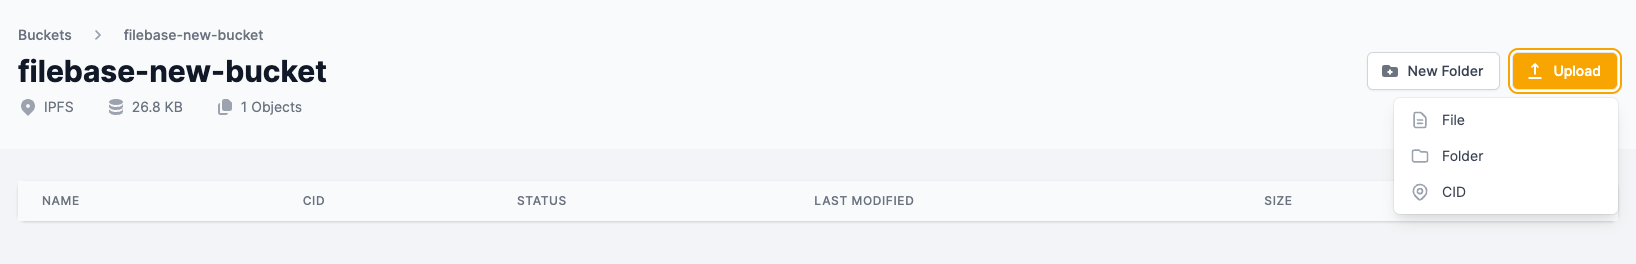 Buckets > filebase-new-bucket
filebase-new-bucket
New Folder
Upload
IPFS 26.8 KB 1 Objects
File
Folder
CID
NAME CID STATUS LAST MODIFIED SIZE